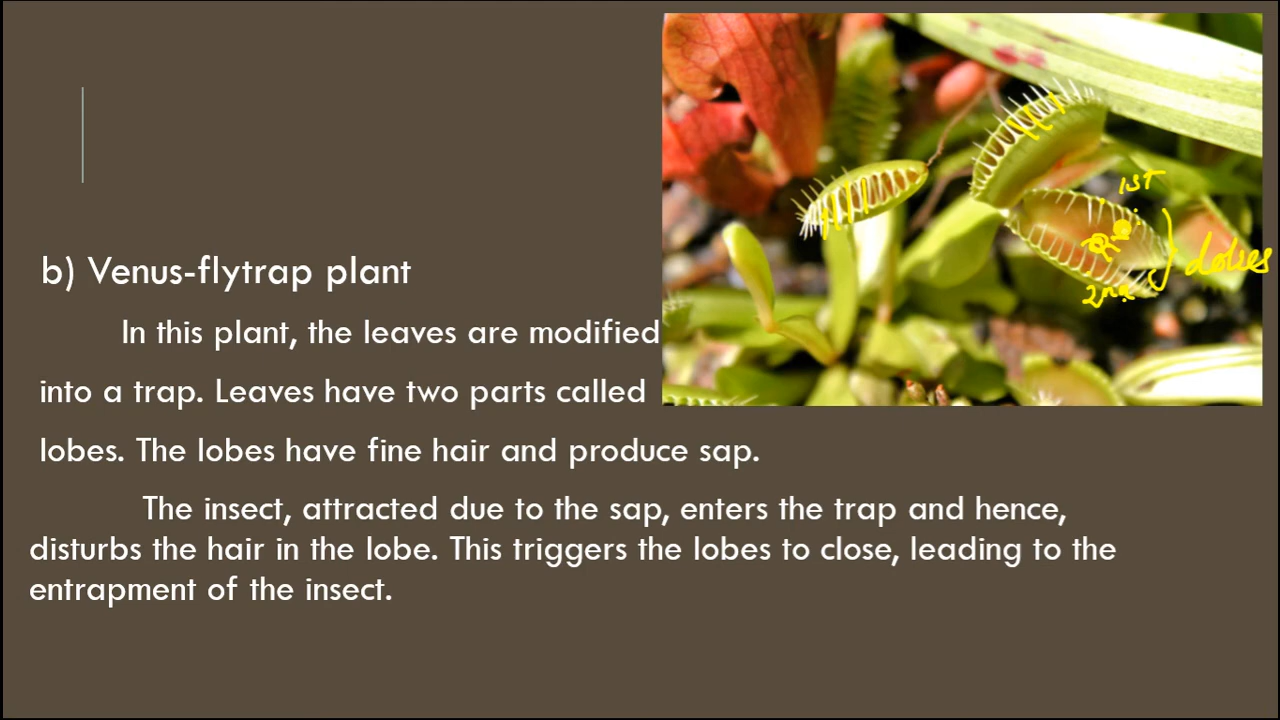 1ST
lobes
2nd
b) Venus-flytrap plant
In this plant, the leaves are modified
into a trap. Leaves have two parts called
lobes. The lobes have fine hair and produce sap.
The insect, attracted due to the sap, enters the trap and hence,
disturbs the hair in the lobe. This triggers the lobes to close, leading to the
entrapment of the insect.